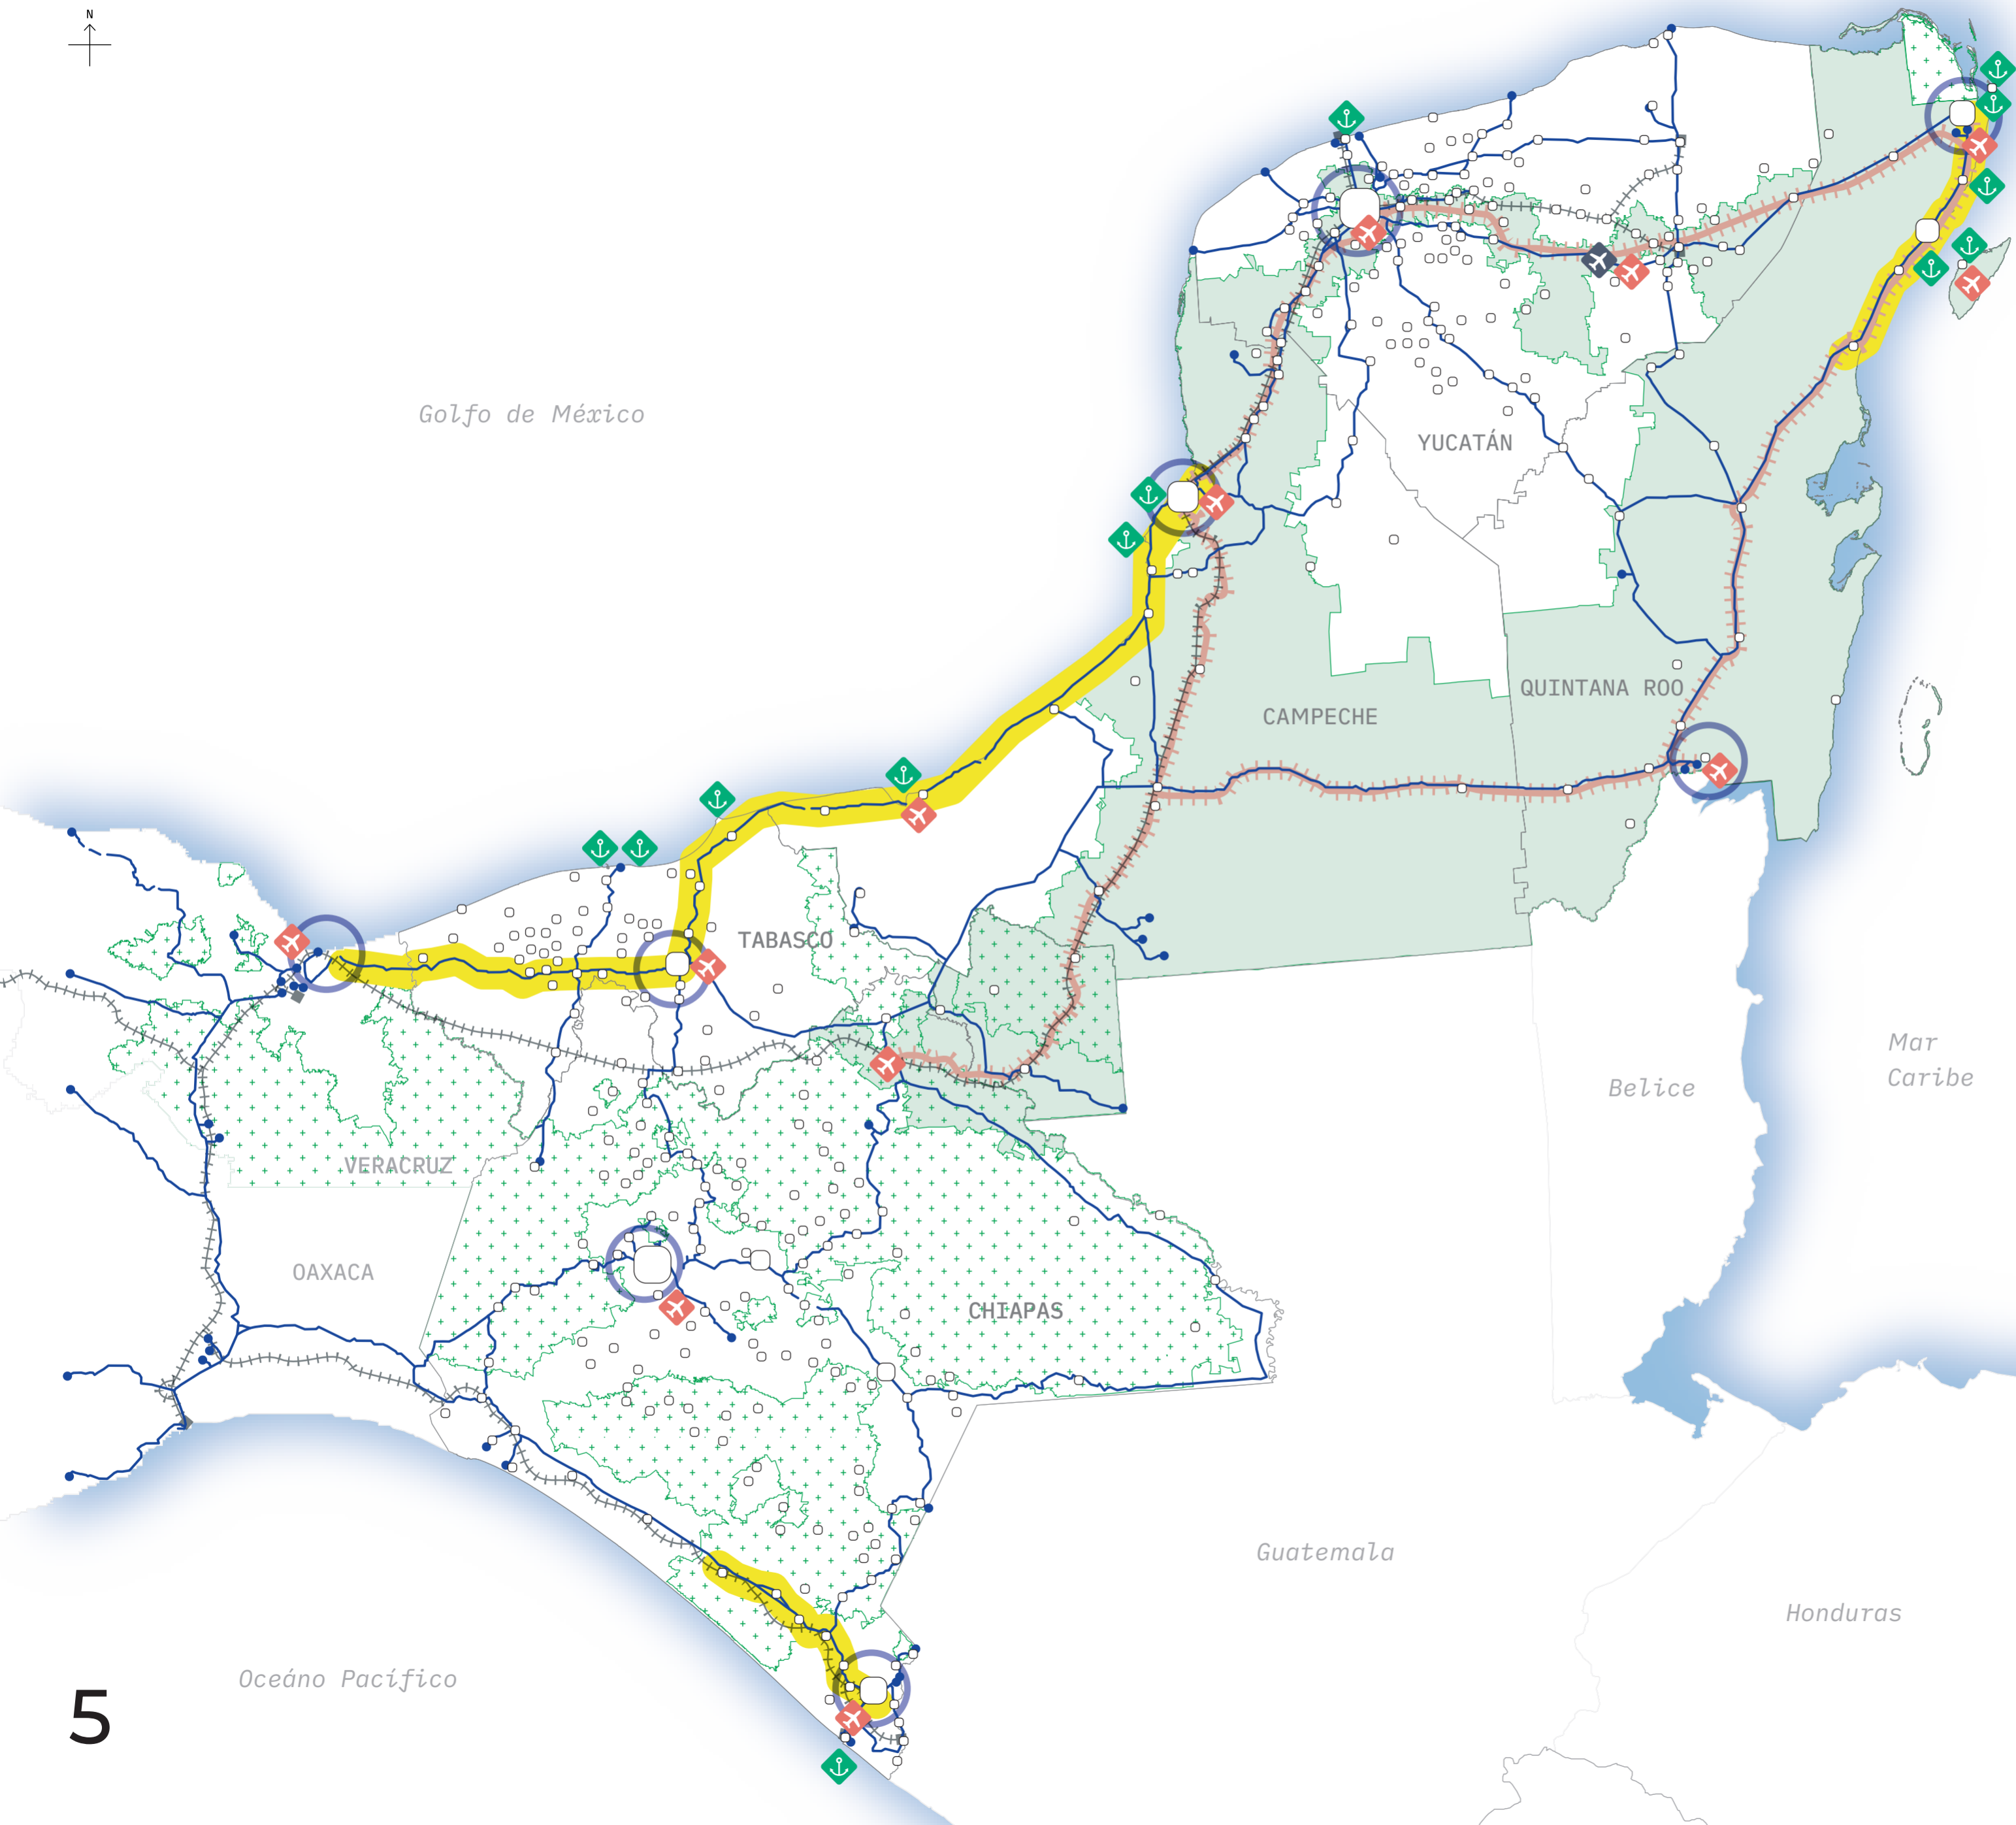 N
Golfo de México
YUCATÁN
QUINTANA ROO
CAMPECHE
TABASCO
Mar
Caribe
Belice
VERACRUZ
OAXACA
CHIAPAS
Guatemala
Honduras
Oceáno Pacífico
5